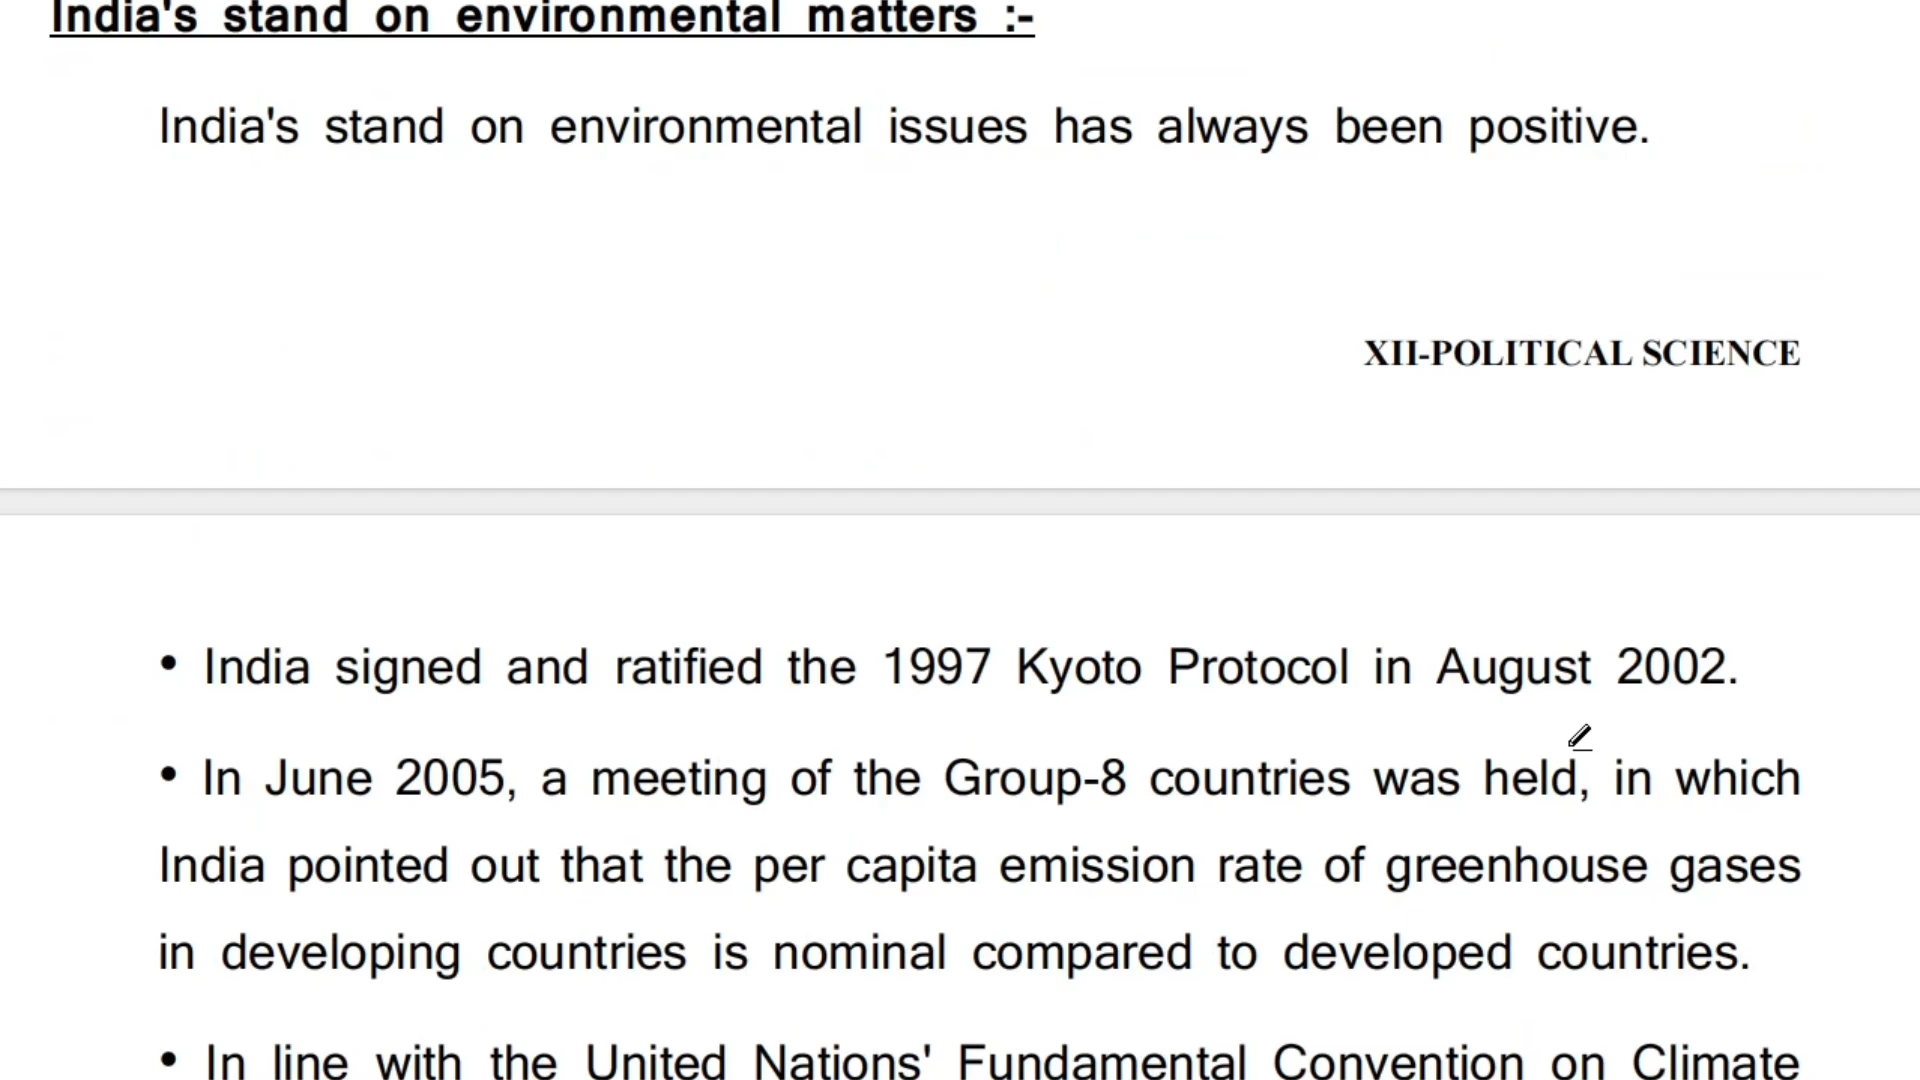 India's stand on environmental matters :-
India's stand on environmental issues has always been positive.
XII-POLITICAL SCIENCE
• India signed and ratified the 1997 Kyoto Protocol in August 2002.
• In June 2005, a meeting of the Group-8 countries was held, in which
India pointed out that the per capita emission rate of greenhouse gases
in developing countries is nominal compared to developed countries.
• In line with the United Nations' Fundamental Convention on Climate